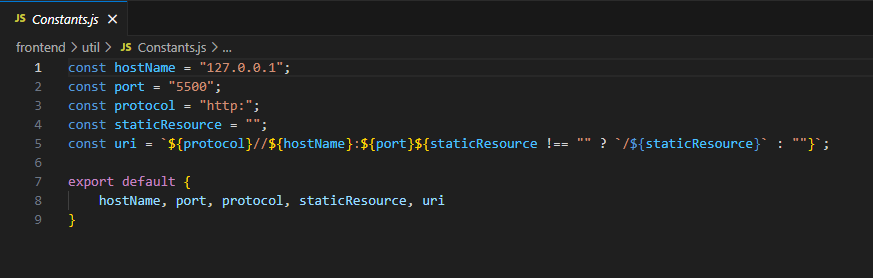 JS Constants.js ×
frontend > util > JS Constants.js > ...
1 const hostName = "127.0.0.1";
2 const port = "5500";
3 const protocol = "http:";
4 const staticResource = "";
5 const uri = `${protocol}//${hostName}:${port}${staticResource !== "" ? `/${staticResource}` : ""}`;
6
7 export default {
8     hostName, port, protocol, staticResource, uri
9 }